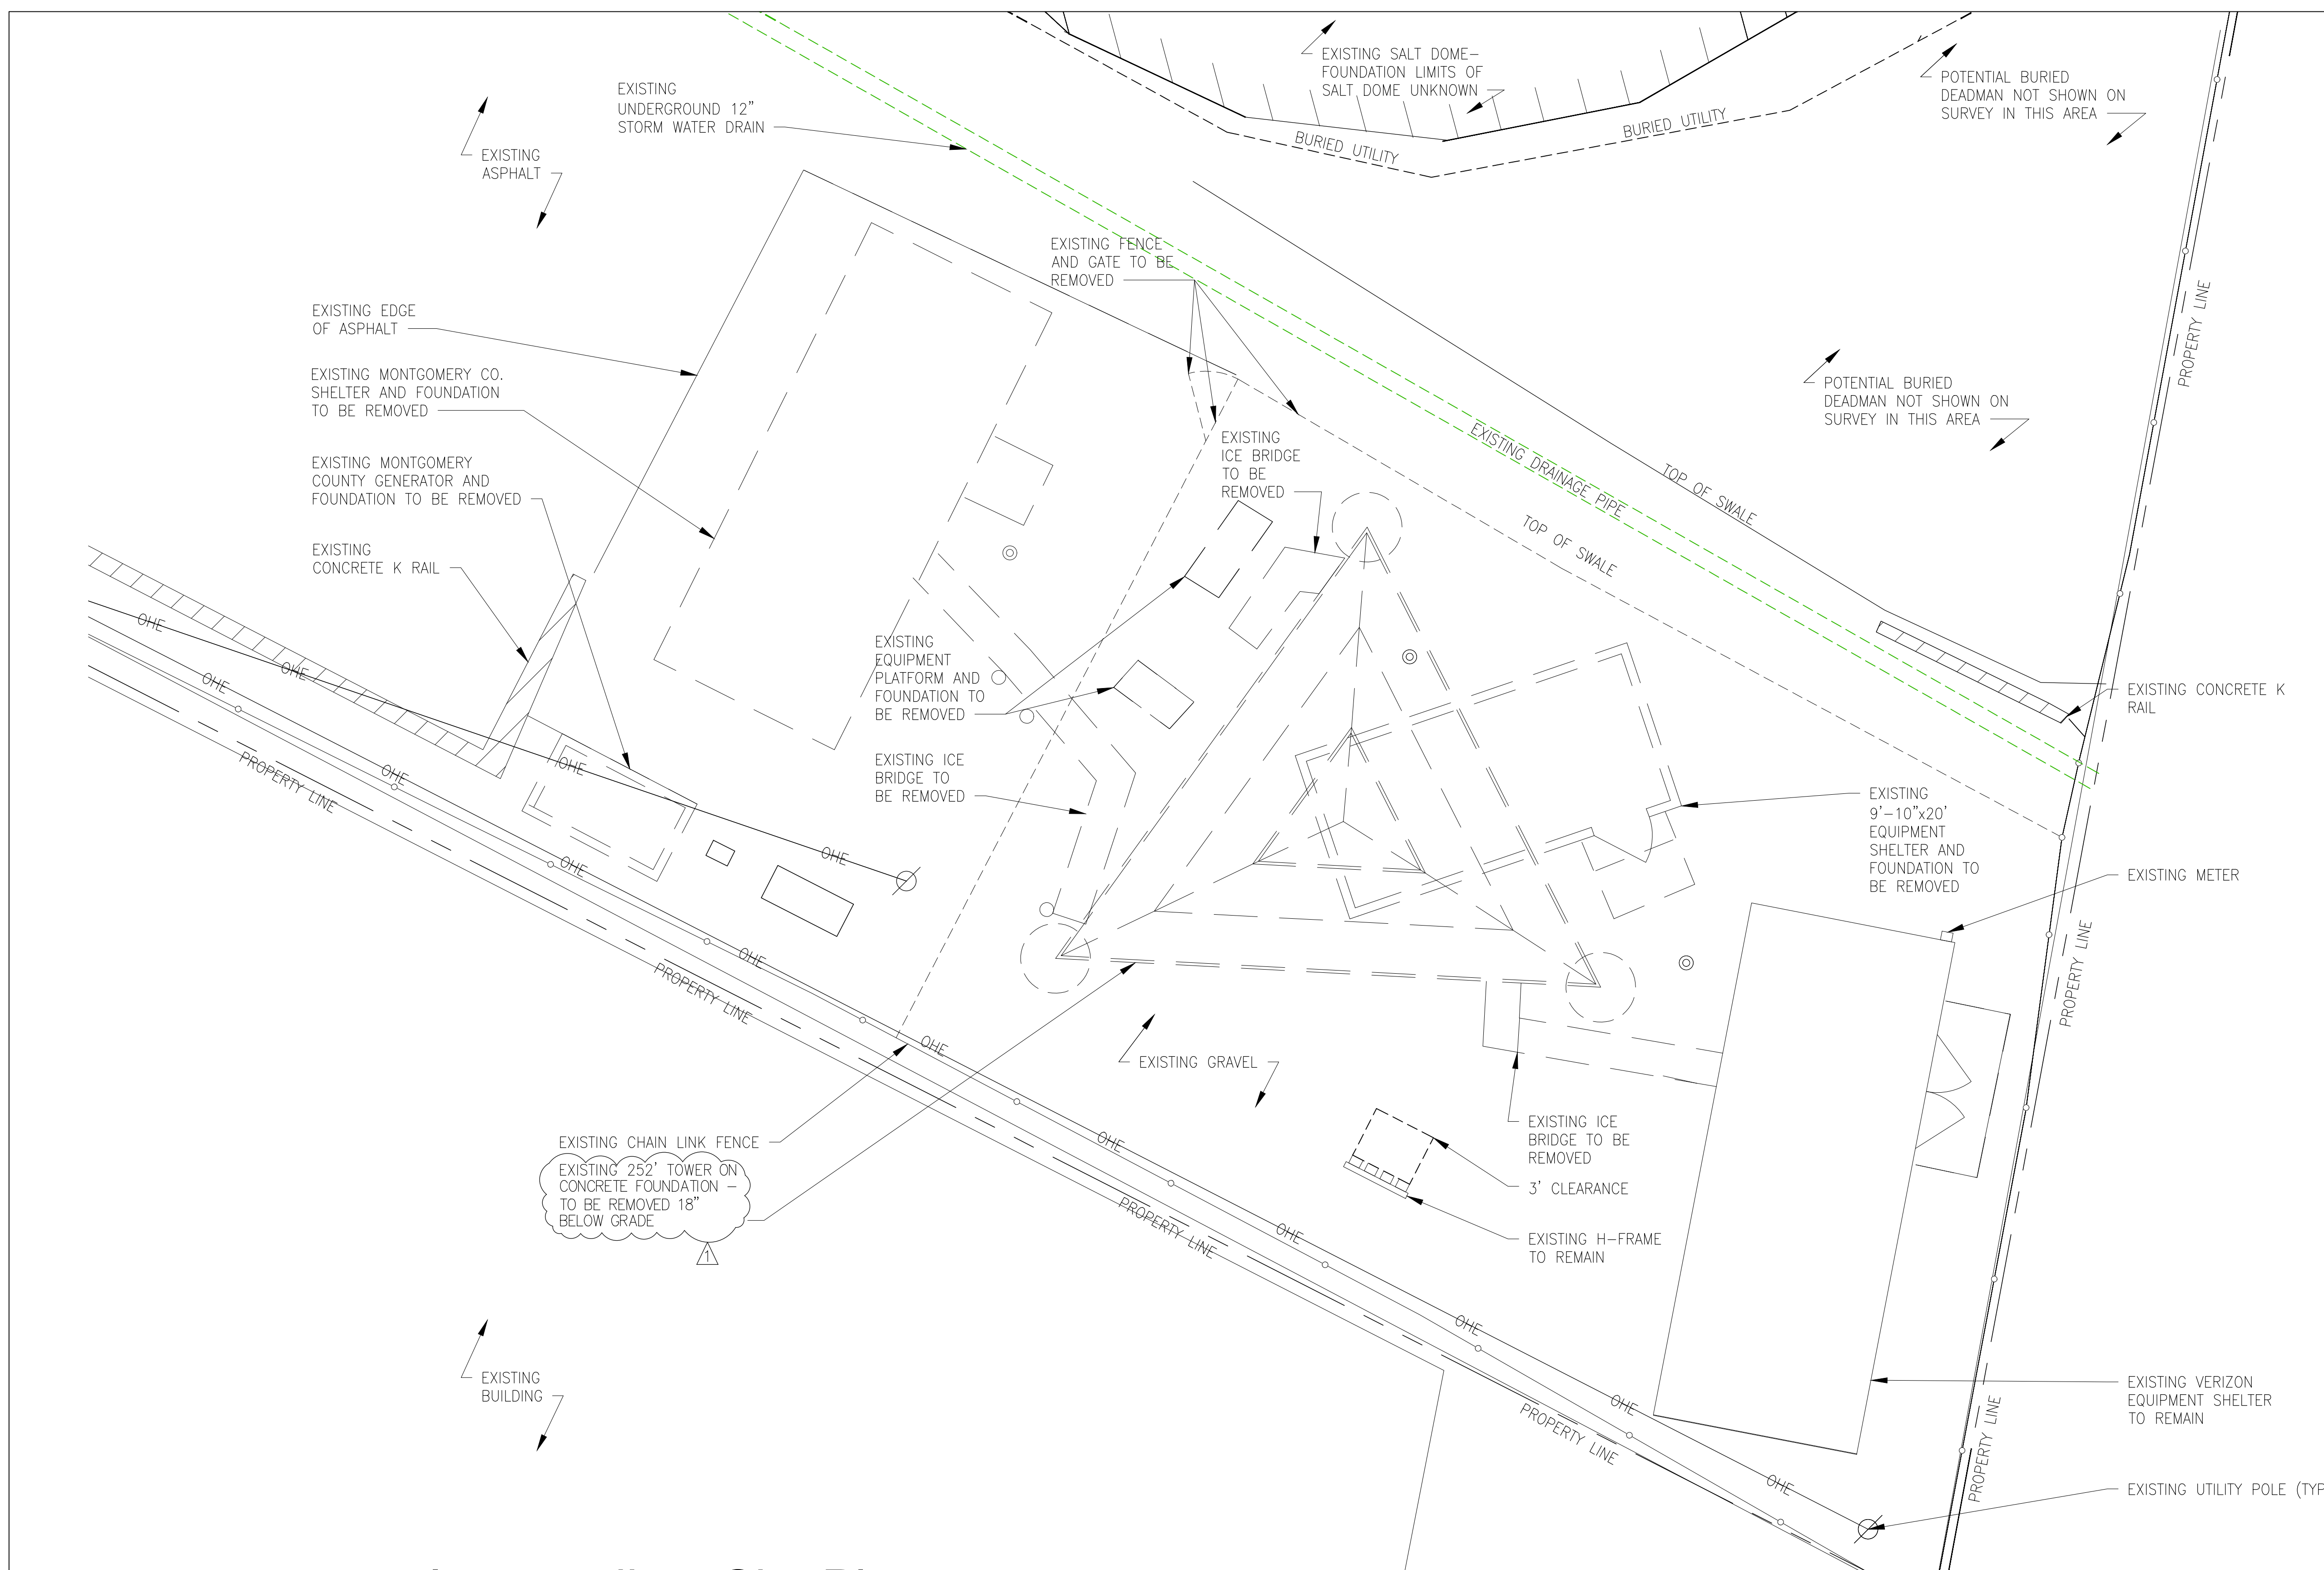 EXISTING SALT DOME-
FOUNDATION LIMITS OF
SALT DOME UNKNOWN
POTENTIAL BURIED
DEADMAN NOT SHOWN ON
SURVEY IN THIS AREA
EXISTING
UNDERGROUND 12"
STORM WATER DRAIN
BURIED UTILITY
BURIED UTILITY
EXISTING
ASPHALT
EXISTING FENCE
AND GATE TO BE
REMOVED
EXISTING EDGE
OF ASPHALT
PROPERTY LINE
EXISTING MONTGOMERY CO.
SHELTER AND FOUNDATION
TO BE REMOVED
POTENTIAL BURIED
DEADMAN NOT SHOWN ON
SURVEY IN THIS AREA
EXISTING
ICE BRIDGE
TO BE
REMOVED
EXISTING DRAINAGE PIPE
TOP OF SWALE
TOP OF SWALE
EXISTING MONTGOMERY
COUNTY GENERATOR AND
FOUNDATION TO BE REMOVED
EXISTING
CONCRETE K RAIL
OHE
OHE
OHE
OHE
OHE
OHE
EXISTING
EQUIPMENT
PLATFORM AND
FOUNDATION TO
BE REMOVED
EXISTING CONCRETE K
RAIL
EXISTING ICE
BRIDGE TO
BE REMOVED
PROPERTY LINE
EXISTING
9'-10"x20'
EQUIPMENT
SHELTER AND
FOUNDATION TO
BE REMOVED
OHE
OHE
EXISTING METER
PROPERTY LINE
PROPERTY LINE
OHE
EXISTING GRAVEL
EXISTING CHAIN LINK FENCE
EXISTING 252' TOWER ON
CONCRETE FOUNDATION -
TO BE REMOVED 18"
BELOW GRADE
1
OHE
EXISTING ICE
BRIDGE TO BE
REMOVED
3' CLEARANCE
PROPERTY LINE
OHE
EXISTING H-FRAME
TO REMAIN
OHE
EXISTING
BUILDING
EXISTING VERIZON
EQUIPMENT SHELTER
TO REMAIN
OHE
PROPERTY LINE
PROPERTY LINE
OHE
EXISTING UTILITY POLE (TYP